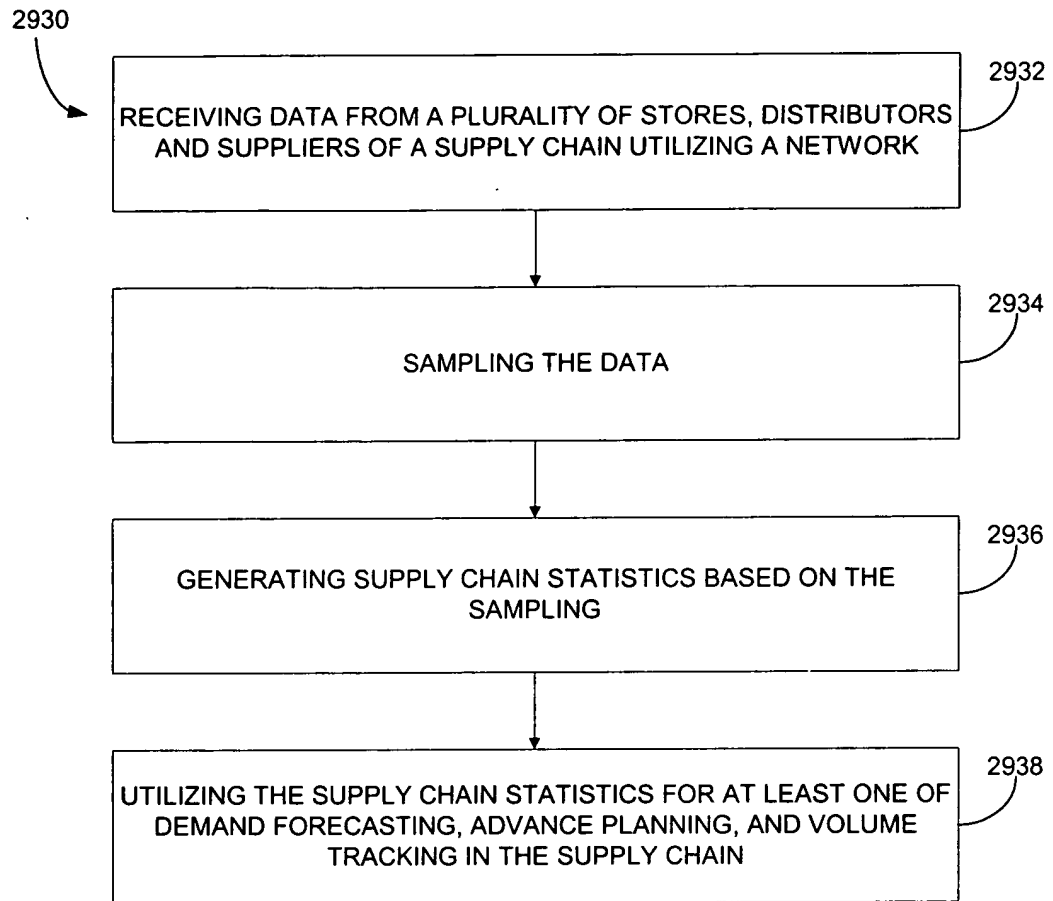 2930
2932
RECEIVING DATA FROM A PLURALITY OF STORES, DISTRIBUTORS
AND SUPPLIERS OF A SUPPLY CHAIN UTILIZING A NETWORK
2934
SAMPLING THE DATA
2936
GENERATING SUPPLY CHAIN STATISTICS BASED ON THE
SAMPLING
2938
UTILIZING THE SUPPLY CHAIN STATISTICS FOR AT LEAST ONE OF
DEMAND FORECASTING, ADVANCE PLANNING, AND VOLUME
TRACKING IN THE SUPPLY CHAIN